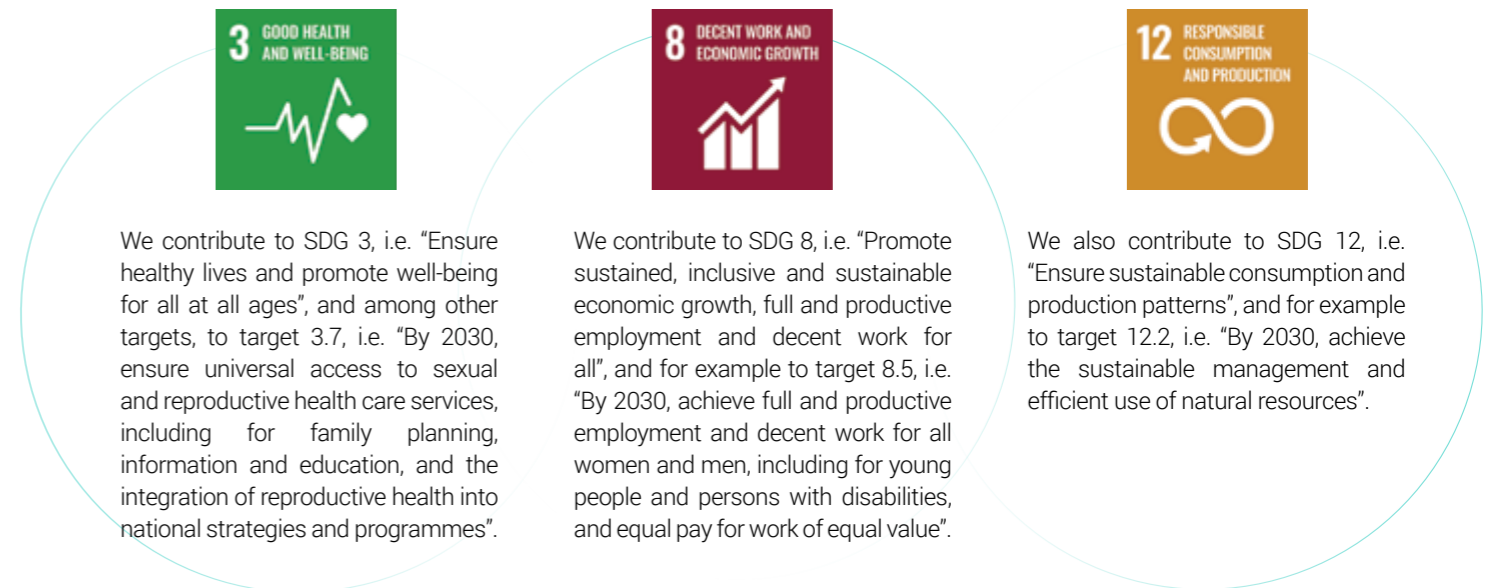 3 GOOD HEALTH
AND WELL-BEING
We contribute to SDG 3, i.e. “Ensure
healthy lives and promote well-being
for all at all ages”, and among other
targets, to target 3.7, i.e. “By 2030,
ensure universal access to sexual
and reproductive health care services,
including for family planning,
information and education, and the
integration of reproductive health into
national strategies and programmes”.
8 DECENT WORK AND
ECONOMIC GROWTH
We contribute to SDG 8, i.e. “Promote
sustained, inclusive and sustainable
economic growth, full and productive
employment and decent work for
all”, and for example to target 8.5, i.e.
“By 2030, achieve full and productive
employment and decent work for all
women and men, including for young
people and persons with disabilities,
and equal pay for work of equal value”.
12 RESPONSIBLE
CONSUMPTION
AND PRODUCTION
We also contribute to SDG 12, i.e.
“Ensure sustainable consumption and
production patterns”, and for example
to target 12.2, i.e. “By 2030, achieve
the sustainable management and
efficient use of natural resources”.